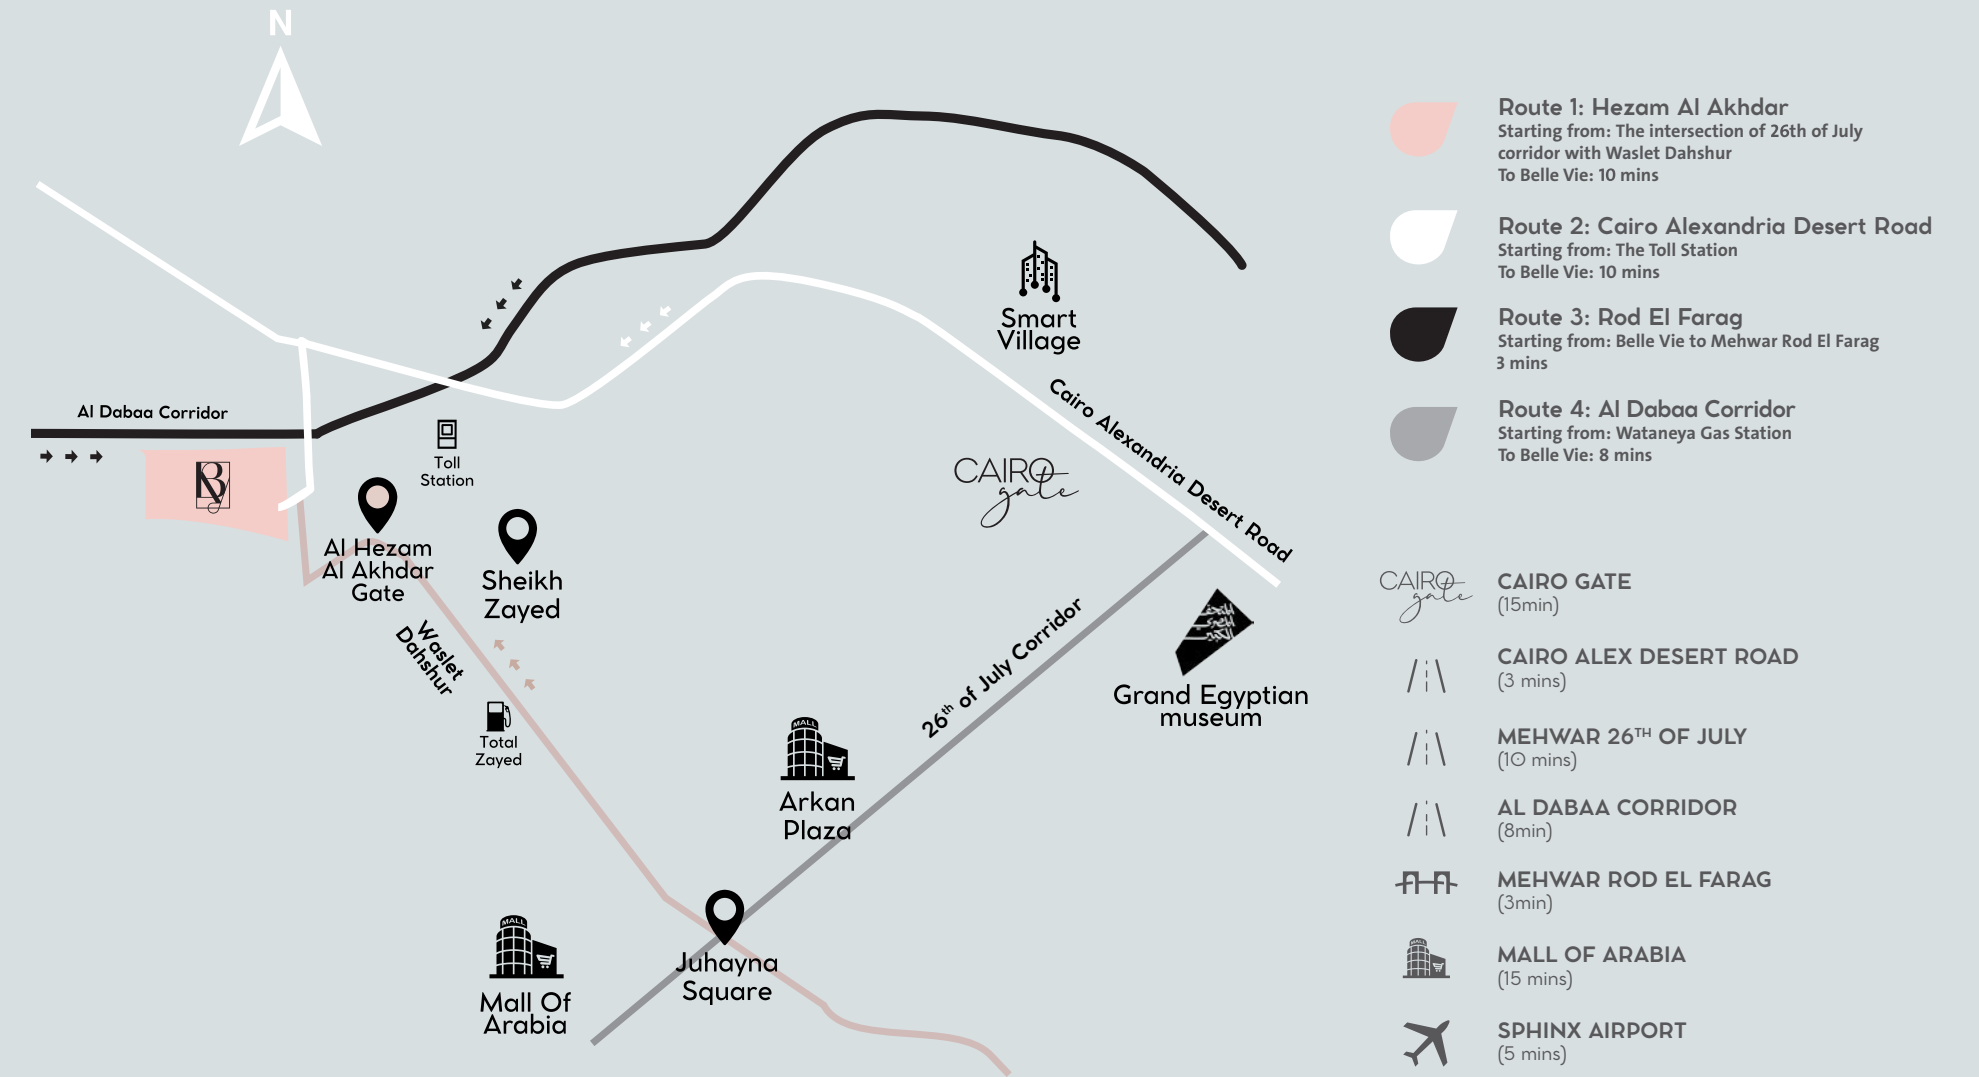 N
Al Dabaa Corridor
BV
Toll
Station
Al Hezam
Al Akhdar
Gate
Sheikh
Zayed
Waslet
Dahshur
Total
Zayed
Smart
Village
Cairo Alexandria Desert Road
CAIRO
gate
26th of July Corridor
المتحف
المصري
الكبير
Grand Egyptian
museum
MALL
Arkan
Plaza
MALL
Mall Of
Arabia
Juhayna
Square
Route 1: Hezam Al Akhdar
Starting from: The intersection of 26th of July
corridor with Waslet Dahshur
To Belle Vie: 10 mins
Route 2: Cairo Alexandria Desert Road
Starting from: The Toll Station
To Belle Vie: 10 mins
Route 3: Rod El Farag
Starting from: Belle Vie to Mehwar Rod El Farag
3 mins
Route 4: Al Dabaa Corridor
Starting from: Wataneya Gas Station
To Belle Vie: 8 mins
CAIRO
gate
CAIRO GATE
(15min)
CAIRO ALEX DESERT ROAD
(3 mins)
MEHWAR 26TH OF JULY
(10 mins)
AL DABAA CORRIDOR
(8min)
MEHWAR ROD EL FARAG
(3min)
MALL
MALL OF ARABIA
(15 mins)
SPHINX AIRPORT
(5 mins)